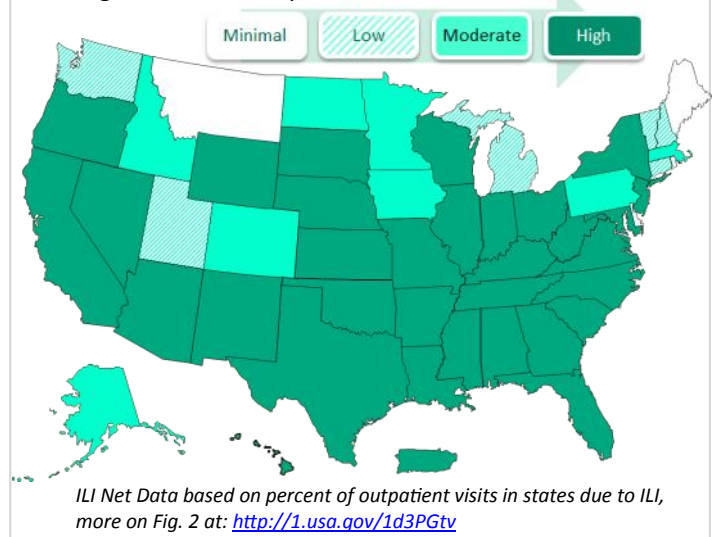 Minimal Low Moderate High
ILI Net Data based on percent of outpatient visits in states due to ILI,
more on Fig. 2 at: http://1.usa.gov/1d3PGtv